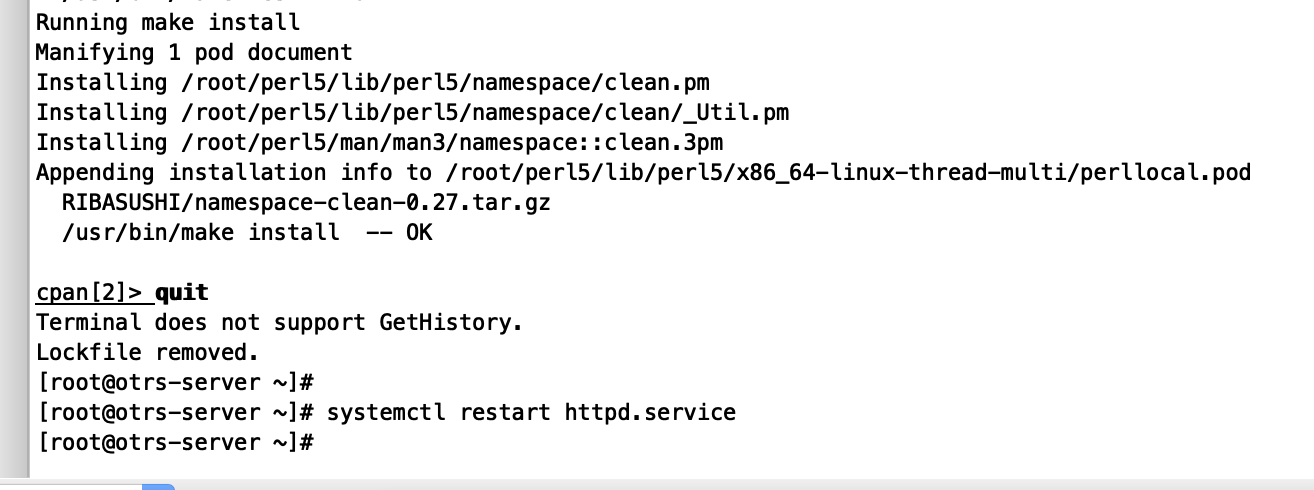 Running make install
Manifying 1 pod document
Installing /root/perl5/lib/perl5/namespace/clean.pm
Installing /root/perl5/lib/perl5/namespace/clean/_Util.pm
Installing /root/perl5/man/man3/namespace::clean.3pm
Appending installation info to /root/perl5/lib/perl5/x86_64-linux-thread-multi/perllocal.pod
  RIBASUSHI/namespace-clean-0.27.tar.gz
  /usr/bin/make install  -- OK
cpan[2]> quit
Terminal does not support GetHistory.
Lockfile removed.
[root@otrs-server ~]#
[root@otrs-server ~]# systemctl restart httpd.service
[root@otrs-server ~]#